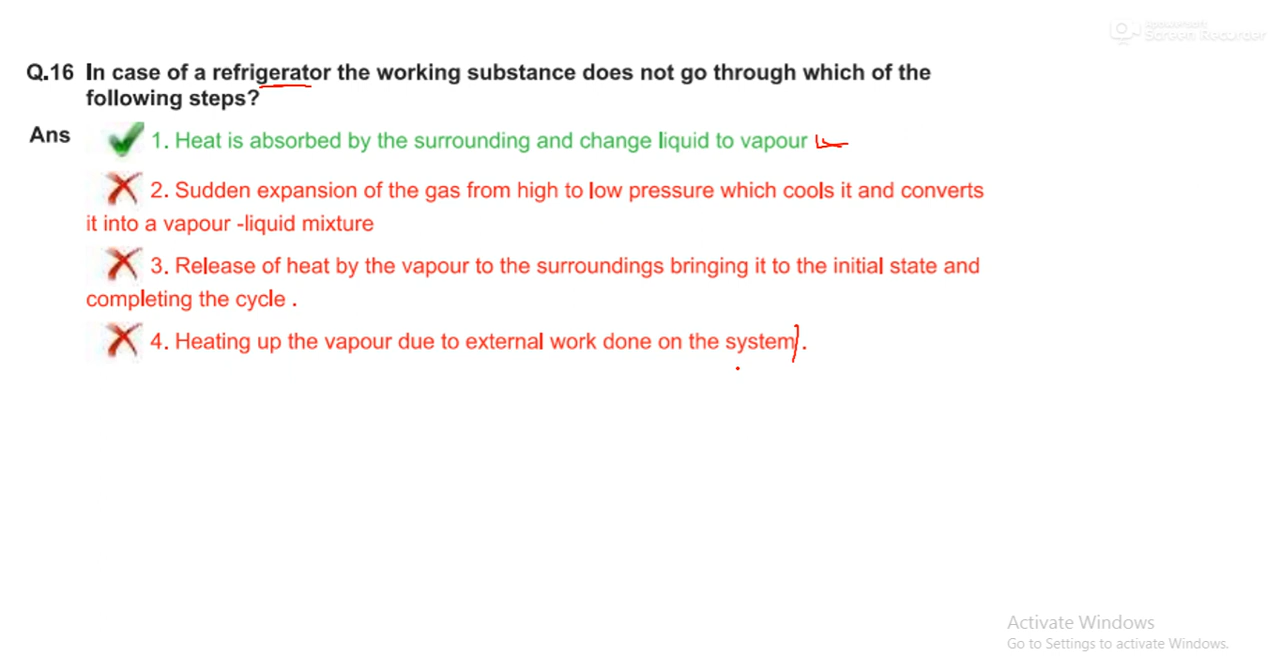 Apowersoft
Screen Recorder
Q.16 In case of a refrigerator the working substance does not go through which of the
following steps?
Ans 1. Heat is absorbed by the surrounding and change liquid to vapour
2. Sudden expansion of the gas from high to low pressure which cools it and converts
it into a vapour -liquid mixture
3. Release of heat by the vapour to the surroundings bringing it to the initial state and
completing the cycle .
4. Heating up the vapour due to external work done on the system.
Activate Windows
Go to Settings to activate Windows.